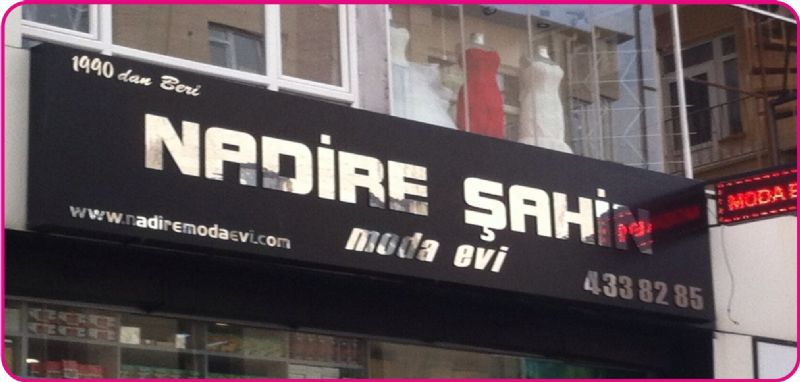 1990 dan Beri
NADİRE ŞAHİN
www.nadiremodaevi.com
moda evi
433 82 85
MODA E